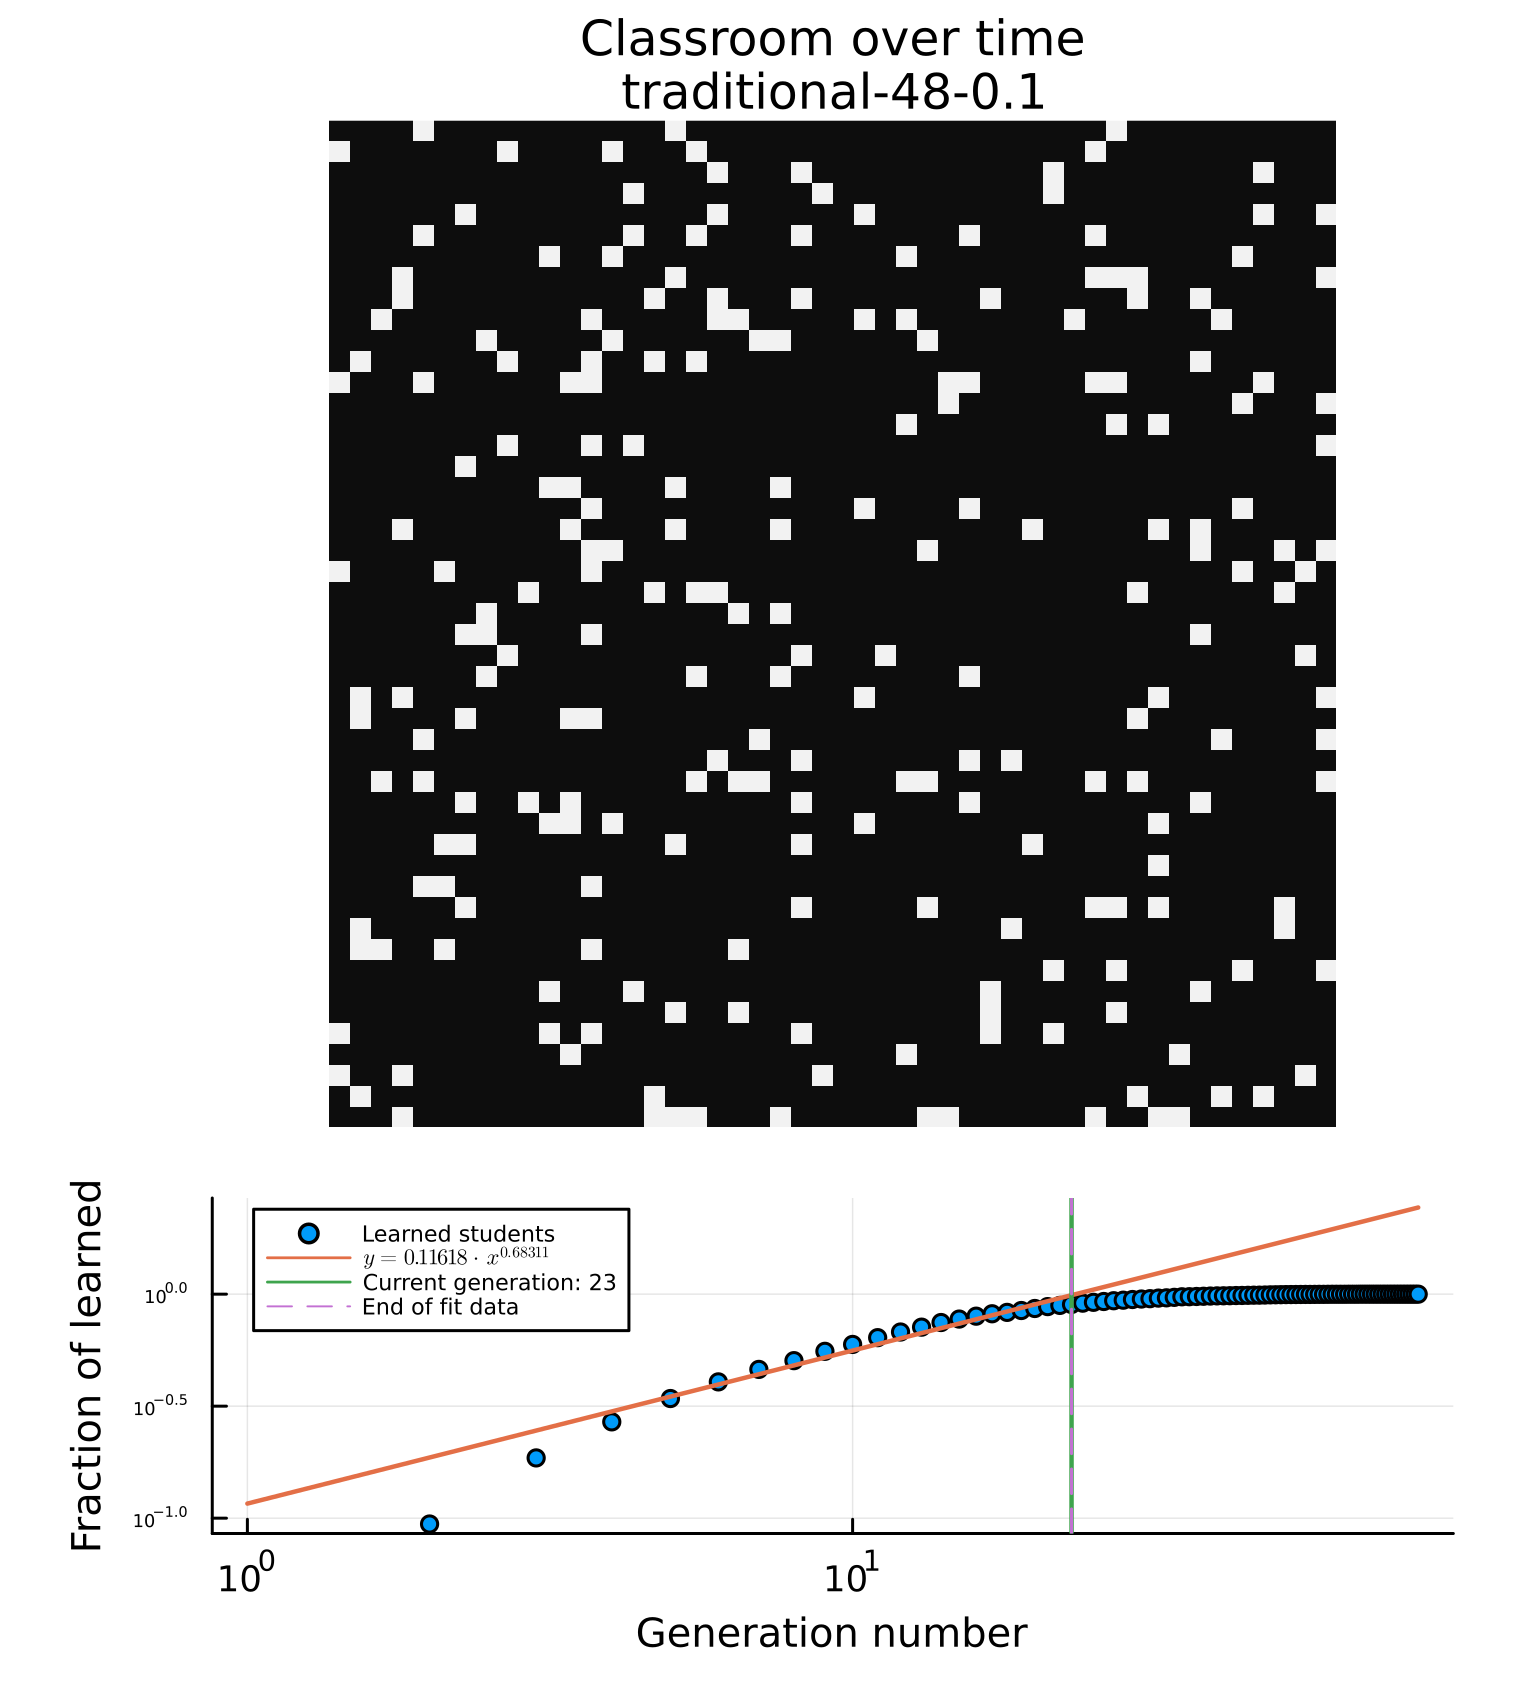 Classroom over time
traditional-48-0.1
Fraction of learned
Learned students
y = 0.11618 · x^0.68311
Current generation: 23
End of fit data
10^0.0
10^−0.5
10^−1.0
10^0
10^1
Generation number